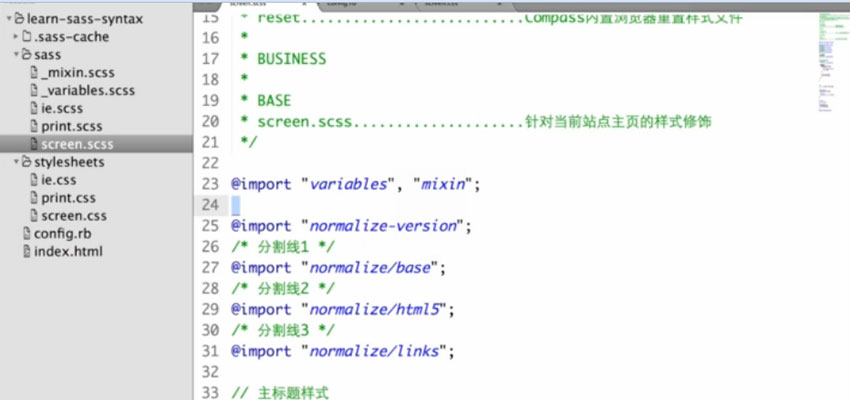 learn-sass-syntax
.sass-cache
sass
_mixin.scss
_variables.scss
ie.scss
print.scss
screen.scss
stylesheets
ie.css
print.css
screen.css
config.rb
index.html
15 * reset...........................Compass内置浏览器重置样式文件
16 *
17 * BUSINESS
18 *
19 * BASE
20 * screen.scss.....................针对当前站点主页的样式修饰
21 */
22
23 @import "variables", "mixin";
24
25 @import "normalize-version";
26 /* 分割线1 */
27 @import "normalize/base";
28 /* 分割线2 */
29 @import "normalize/html5";
30 /* 分割线3 */
31 @import "normalize/links";
32
33 // 主标题样式